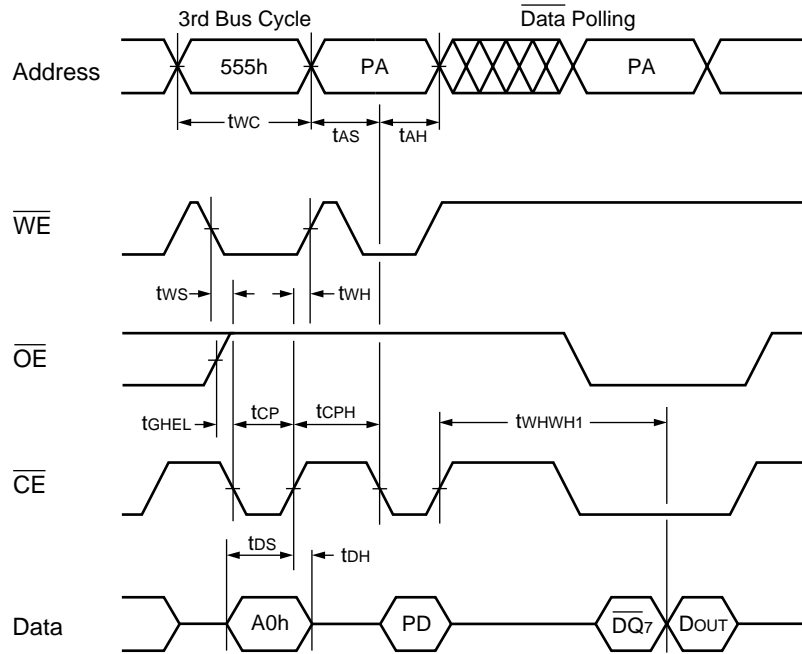 3rd Bus Cycle
Data Polling
Address
555h
PA
PA
tWC
tAS
tAH
WE
tWS
tWH
OE
tGHEL
tCP
tCPH
tWHWH1
CE
tDS
tDH
Data
A0h
PD
DQ7
DOUT